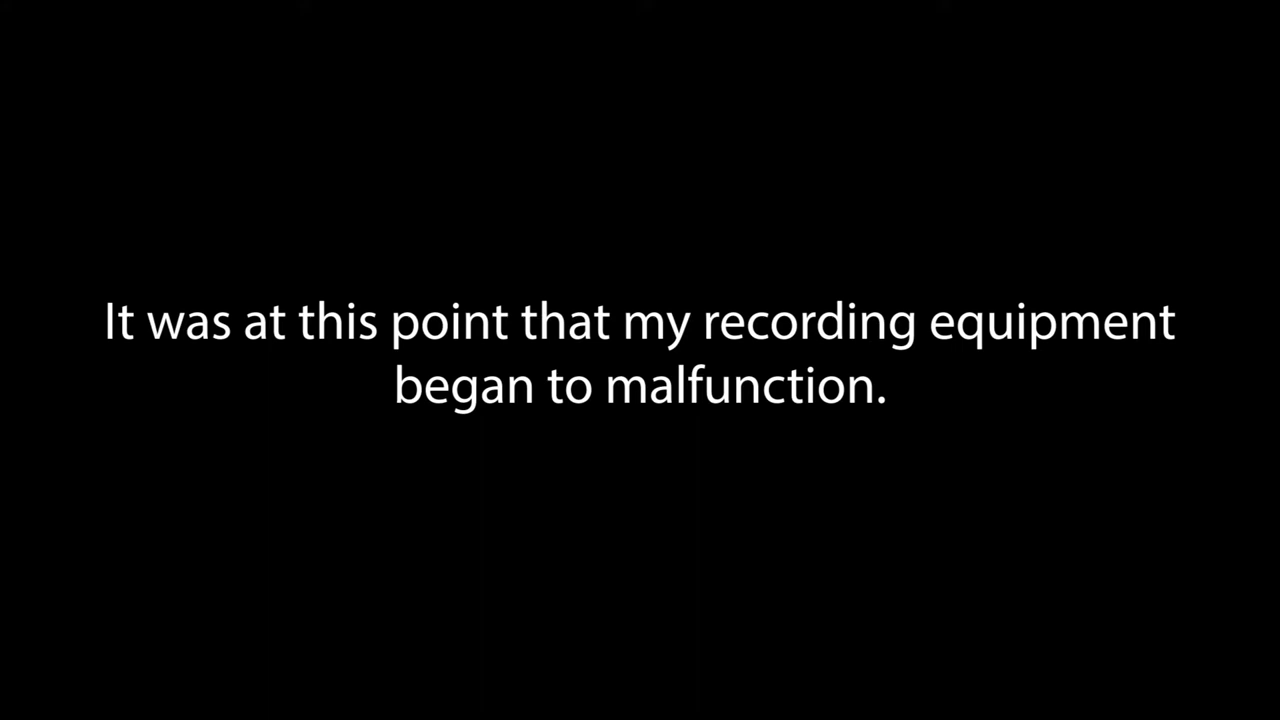 It was at this point that my recording equipment
began to malfunction.